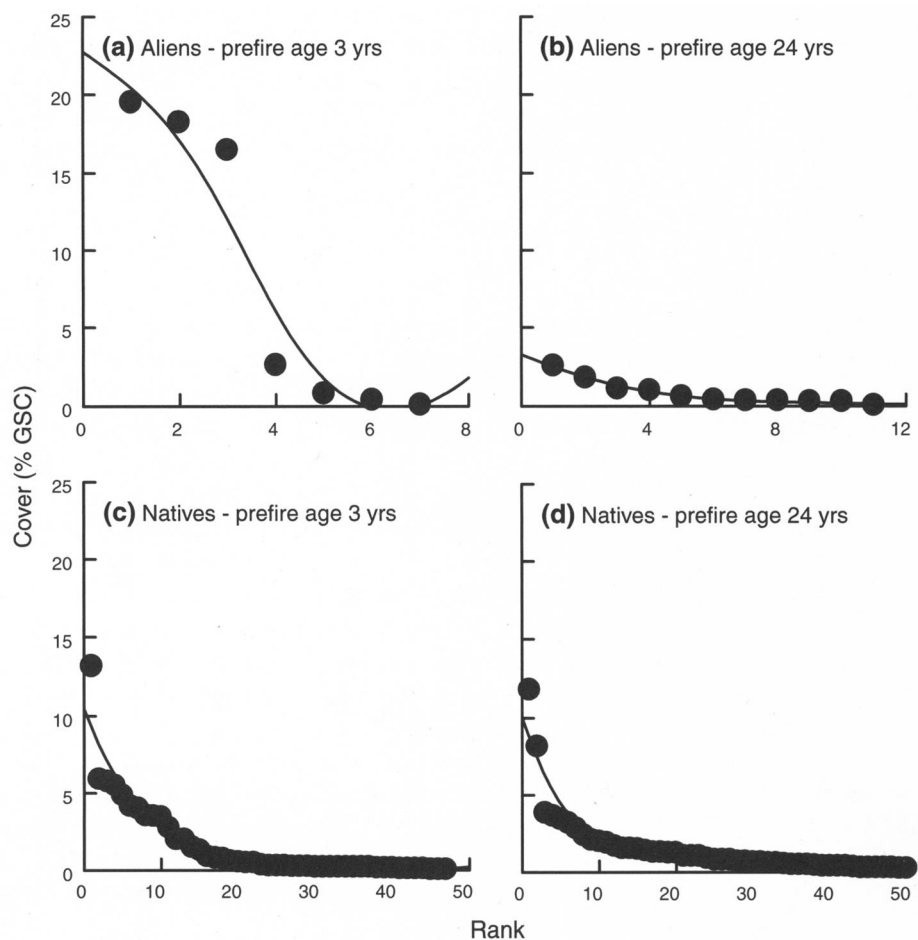 (a) Aliens - prefire age 3 yrs
(b) Aliens - prefire age 24 yrs
25
20
15
10
5
0
0 2 4 6 8
0 4 8 12
Cover (% GSC)
(c) Natives - prefire age 3 yrs
(d) Natives - prefire age 24 yrs
25
20
15
10
5
0
0 10 20 30 40 50
0 10 20 30 40 50
Rank